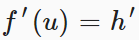 f ′(u) = h′